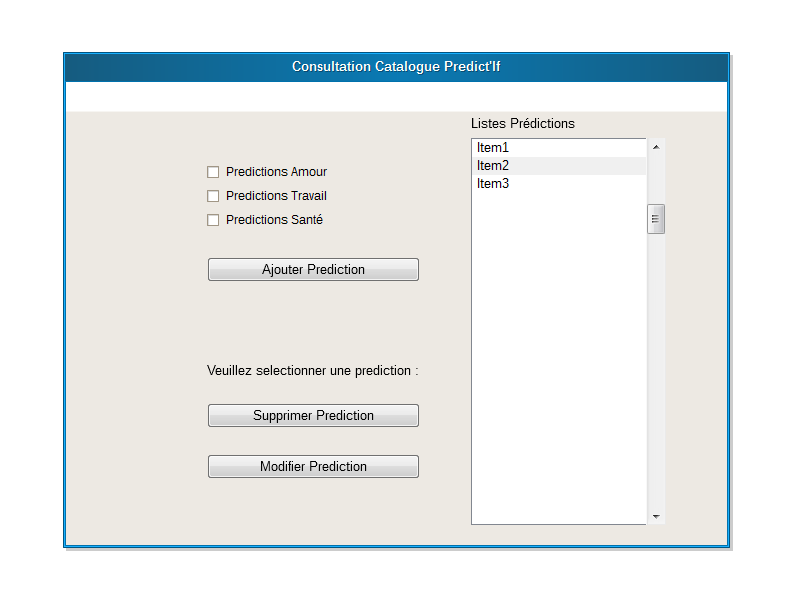 Consultation Catalogue Predict'If
Listes Prédictions
Item1
Item2
Item3
Predictions Amour
Predictions Travail
Predictions Santé
Ajouter Prediction
Veuillez selectionner une prediction :
Supprimer Prediction
Modifier Prediction